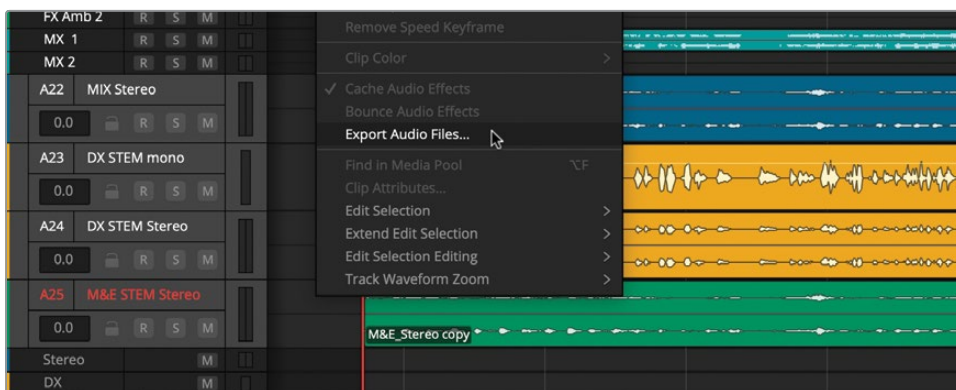 FX Amb 2 R S M
MX 1 R S M
MX 2 R S M
A22 MIX Stereo
0.0 R S M
A23 DX STEM mono
0.0 R S M
A24 DX STEM Stereo
0.0 R S M
A25 M&E STEM Stereo
0.0 R S M
Stereo M
DX M
Remove Speed Keyframe
Clip Color >
✓ Cache Audio Effects
Bounce Audio Effects
Export Audio Files...
Find in Media Pool ⌥F
Clip Attributes...
Edit Selection >
Extend Edit Selection >
Edit Selection Editing >
Track Waveform Zoom >
M&E_Stereo copy